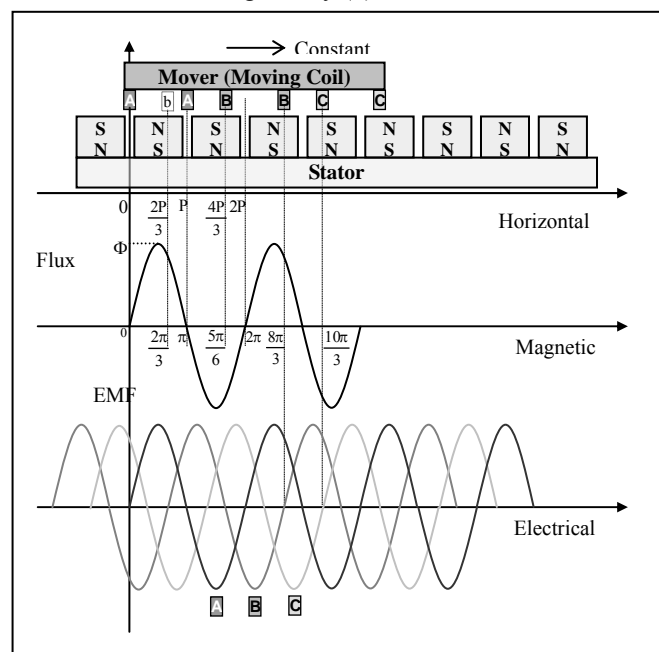 Constant
Mover (Moving Coil)
A b A B B C C
S N S N S N S N S
N S N S N S N S N
Stator
0 2P/3 P 4P/3 2P
Horizontal
Flux
Φ
0 2π/3 π 5π/6 2π 8π/3 10π/3
Magnetic
EMF
Electrical
A B C